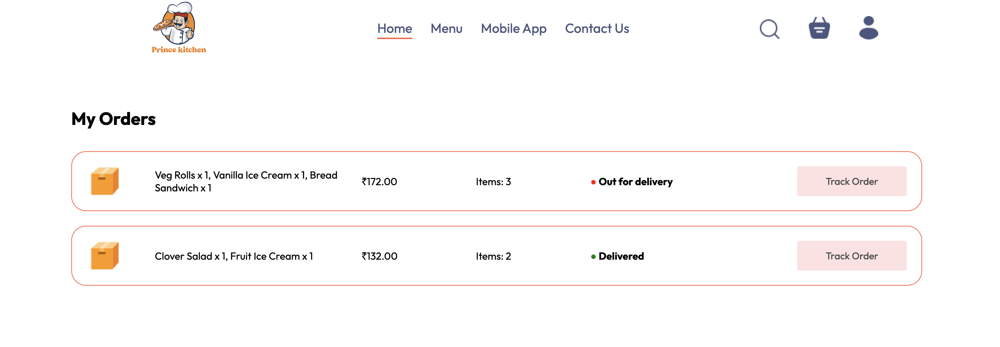 Prince kitchen
Home Menu Mobile App Contact Us
My Orders
Veg Rolls x 1, Vanilla Ice Cream x 1, Bread
Sandwich x 1
₹172.00
Items: 3
Out for delivery
Track Order
Clover Salad x 1, Fruit Ice Cream x 1
₹132.00
Items: 2
Delivered
Track Order